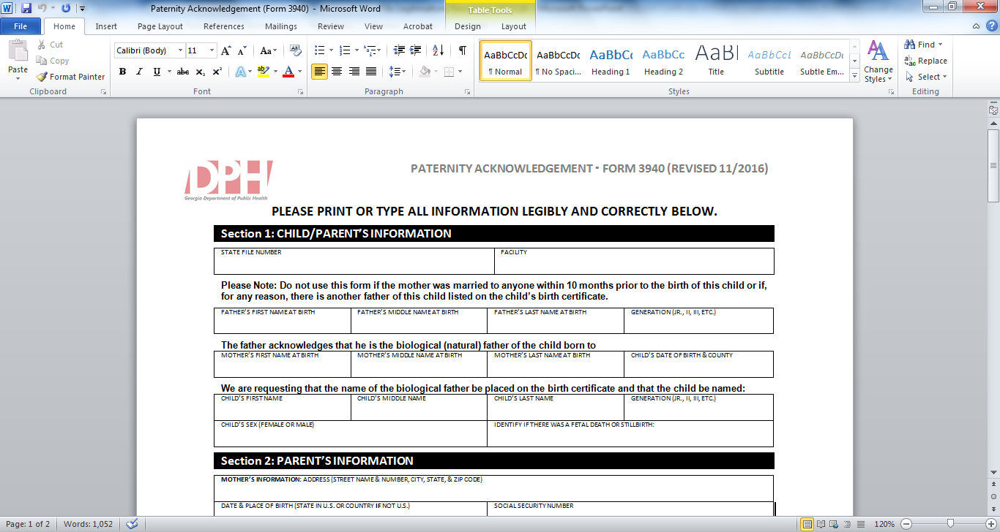 Paternity Acknowledgement (Form 3940) - Microsoft Word
Table Tools
File Home Insert Page Layout References Mailings Review View Acrobat Design Layout
Paste
Cut
Copy
Format Painter
Clipboard
Calibri (Body) 11
Font
Paragraph
AaBbCcDc AaBbCcDc AaBbCc AaBbCc AaBl AaBbCcL AaBbCcDc
¶ Normal ¶ No Spaci... Heading 1 Heading 2 Title Subtitle Subtle Em...
Change Styles
Styles
Find
Replace
Select
Editing
DPH
Georgia Department of Public Health
PATERNITY ACKNOWLEDGEMENT - FORM 3940 (REVISED 11/2016)
PLEASE PRINT OR TYPE ALL INFORMATION LEGIBLY AND CORRECTLY BELOW.
Section 1: CHILD/PARENT'S INFORMATION
STATE FILE NUMBER FACILITY
Please Note: Do not use this form if the mother was married to anyone within 10 months prior to the birth of this child or if,
for any reason, there is another father of this child listed on the child's birth certificate.
FATHER'S FIRST NAME AT BIRTH FATHER'S MIDDLE NAME AT BIRTH FATHER'S LAST NAME AT BIRTH GENERATION (JR., II, III, ETC.)
The father acknowledges that he is the biological (natural) father of the child born to
MOTHER'S FIRST NAME AT BIRTH MOTHER'S MIDDLE NAME AT BIRTH MOTHER'S LAST NAME AT BIRTH CHILD'S DATE OF BIRTH & COUNTY
We are requesting that the name of the biological father be placed on the birth certificate and that the child be named:
CHILD'S FIRST NAME CHILD'S MIDDLE NAME CHILD'S LAST NAME GENERATION (JR., II, III, ETC.)
CHILD'S SEX (FEMALE OR MALE) IDENTIFY IF THERE WAS A FETAL DEATH OR STILLBIRTH:
Section 2: PARENT'S INFORMATION
MOTHER'S INFORMATION: ADDRESS (STREET NAME & NUMBER, CITY, STATE, & ZIP CODE)
DATE & PLACE OF BIRTH (STATE IN U.S. OR COUNTRY IF NOT U.S.) SOCIAL SECURITY NUMBER
Page: 1 of 2 Words: 1,052 120%